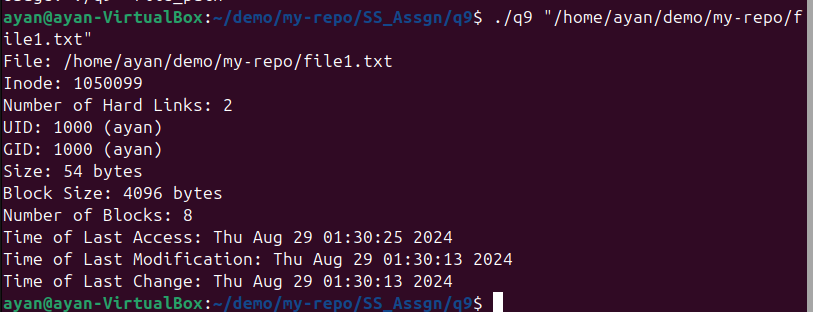 ayan@ayan-VirtualBox:~/demo/my-repo/SS_Assgn/q9$ ./q9 "/home/ayan/demo/my-repo/f
ile1.txt"
File: /home/ayan/demo/my-repo/file1.txt
Inode: 1050099
Number of Hard Links: 2
UID: 1000 (ayan)
GID: 1000 (ayan)
Size: 54 bytes
Block Size: 4096 bytes
Number of Blocks: 8
Time of Last Access: Thu Aug 29 01:30:25 2024
Time of Last Modification: Thu Aug 29 01:30:13 2024
Time of Last Change: Thu Aug 29 01:30:13 2024
ayan@ayan-VirtualBox:~/demo/my-repo/SS_Assgn/q9$